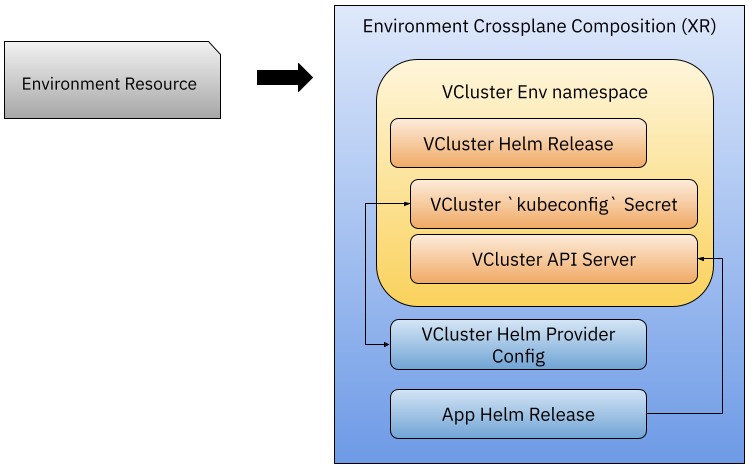 Environment Crossplane Composition (XR)
Environment Resource
VCluster Env namespace
VCluster Helm Release
VCluster `kubeconfig` Secret
VCluster API Server
VCluster Helm Provider
Config
App Helm Release